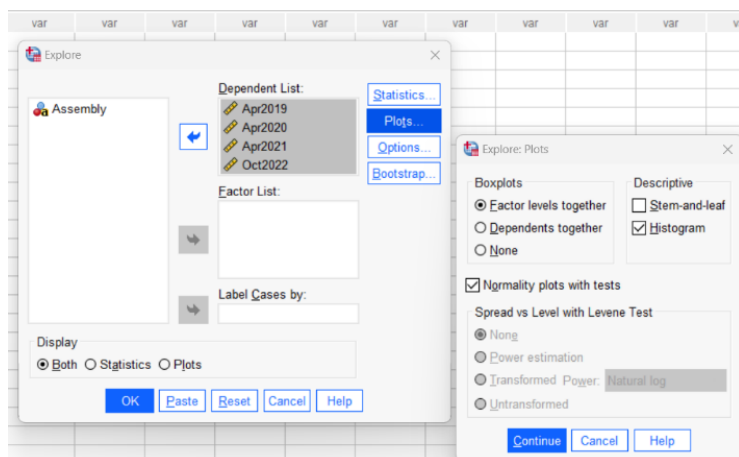 var var var var var var var var var var v
Explore
Dependent List:
Assembly
Apr2019
Apr2020
Apr2021
Oct2022
Statistics...
Plots...
Options...
Bootstrap...
Factor List:
Label Cases by:
Display
Both Statistics Plots
OK Paste Reset Cancel Help
Explore: Plots
Boxplots
Factor levels together
Dependents together
None
Descriptive
Stem-and-leaf
Histogram
Normality plots with tests
Spread vs Level with Levene Test
None
Power estimation
Transformed Power: Natural log
Untransformed
Continue Cancel Help